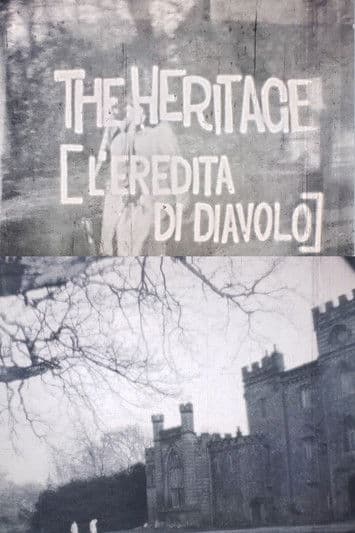 THE HERITAGE
[L'EREDITA
DI DIAVOLO]